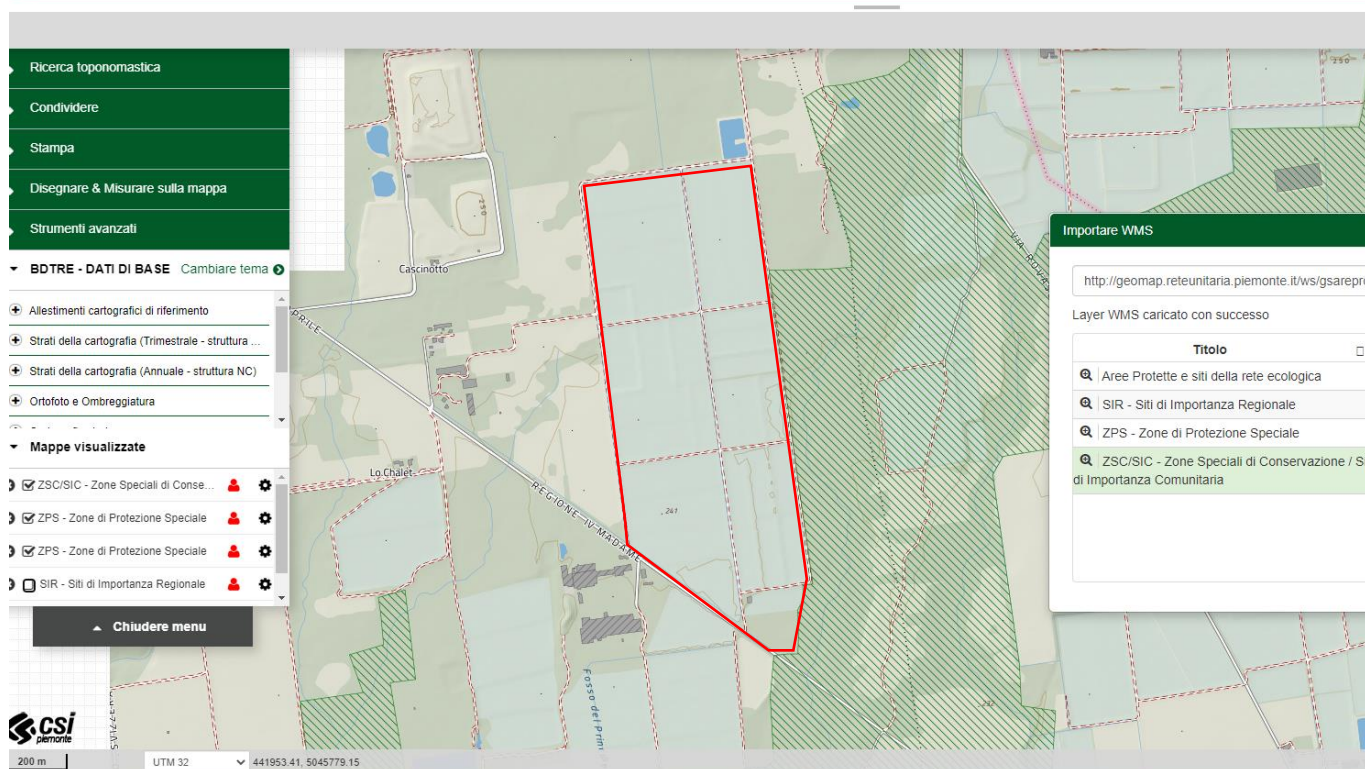 Ricerca toponomastica
Condividere
Stampa
Disegnare & Misurare sulla mappa
Strumenti avanzati
BDTRE - DATI DI BASE Cambiare tema
Allestimenti cartografici di riferimento
Strati della cartografia (Trimestrale - struttura ...
Strati della cartografia (Annuale - struttura NC)
Ortofoto e Ombreggiatura
Mappe visualizzate
ZSC/SIC - Zone Speciali di Conse...
ZPS - Zone di Protezione Speciale
ZPS - Zone di Protezione Speciale
SIR - Siti di Importanza Regionale
Chiudere menu
csi
piemonte
200 m
UTM 32
441953.41, 5045779.15
250
Cascinotto
Lo Chalet
REGIONE IV MADAME
241
Fosso del Prin
232
250
Importare WMS
http://geomap.reteunitaria.piemonte.it/ws/gsarepro
Layer WMS caricato con successo
Titolo
Aree Protette e siti della rete ecologica
SIR - Siti di Importanza Regionale
ZPS - Zone di Protezione Speciale
ZSC/SIC - Zone Speciali di Conservazione / S
di Importanza Comunitaria